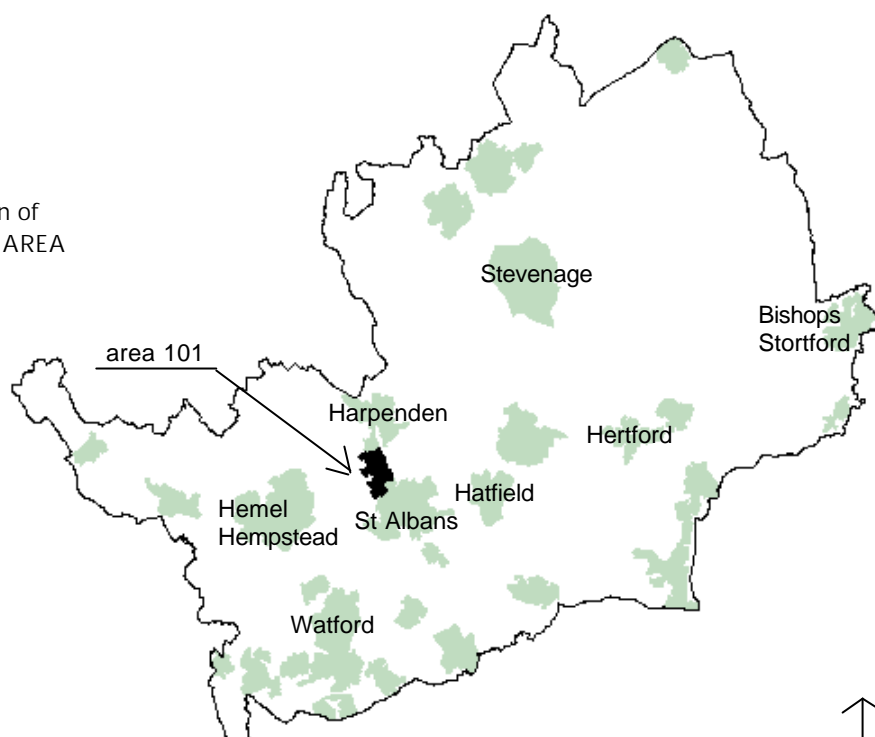 n of
AREA
Stevenage
Bishops
Stortford
area 101
Harpenden
Hertford
Hatfield
Hemel
Hempstead
St Albans
Watford